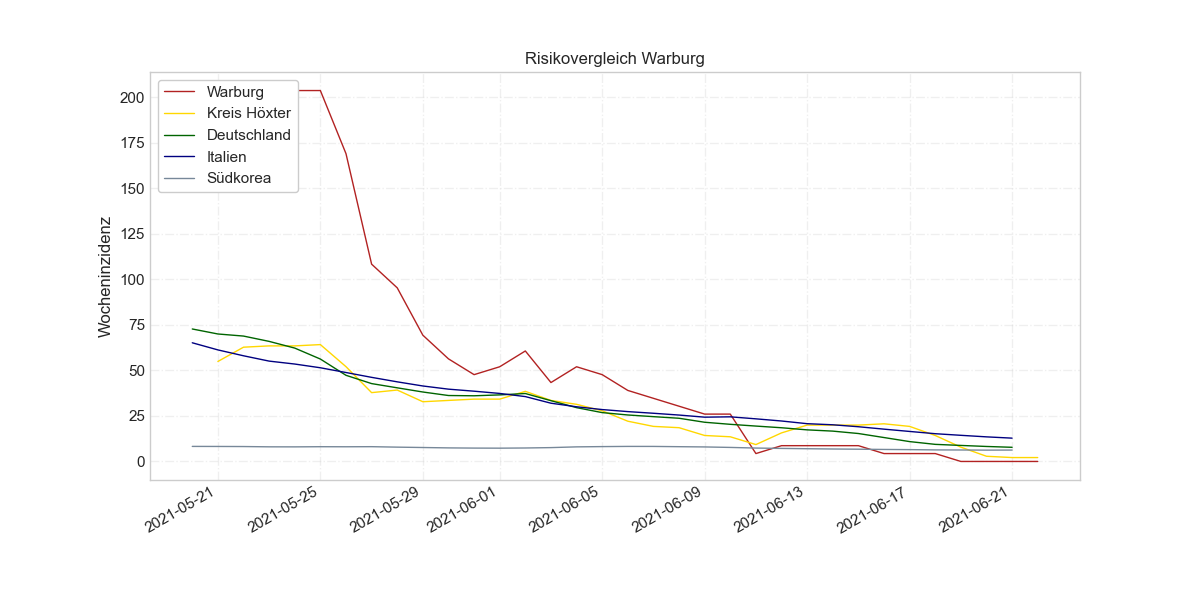 Risikovergleich Warburg
Warburg
Kreis Höxter
Deutschland
Italien
Südkorea
Wocheninzidenz
200
175
150
125
100
75
50
25
0
2021-05-21
2021-05-25
2021-05-29
2021-06-01
2021-06-05
2021-06-09
2021-06-13
2021-06-17
2021-06-21